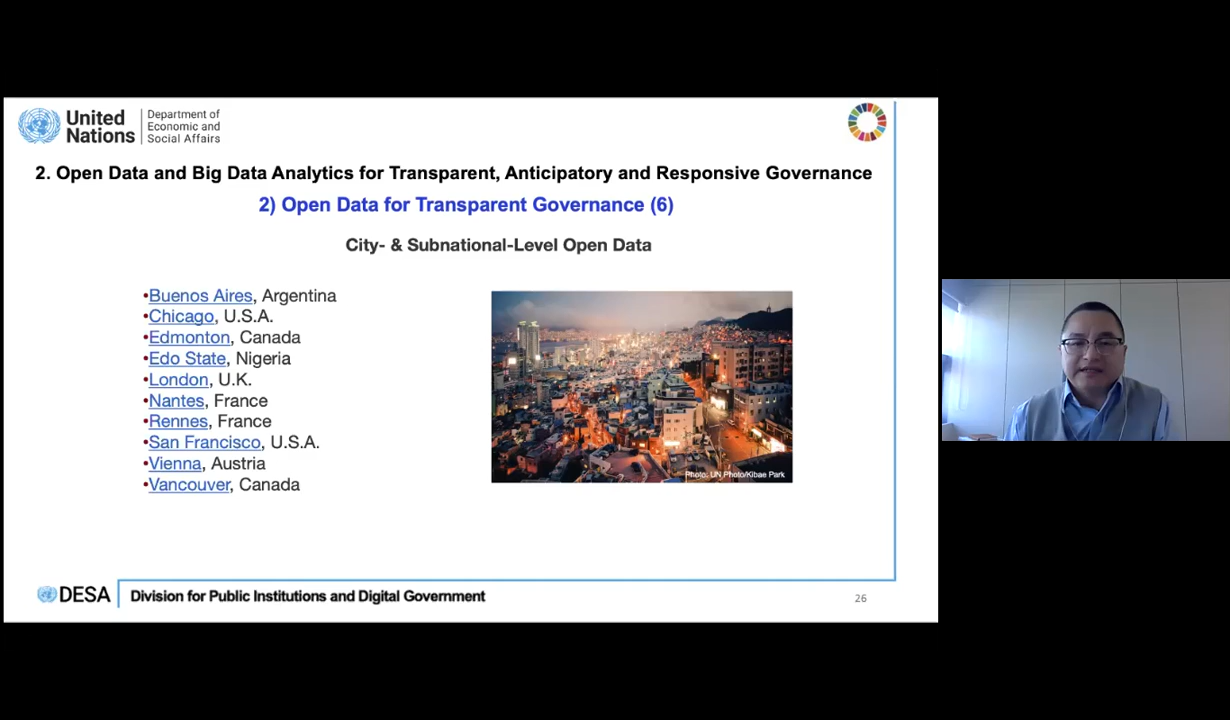 United Nations
Department of Economic and Social Affairs
2. Open Data and Big Data Analytics for Transparent, Anticipatory and Responsive Governance
2) Open Data for Transparent Governance (6)
City- & Subnational-Level Open Data
•Buenos Aires, Argentina
•Chicago, U.S.A.
•Edmonton, Canada
•Edo State, Nigeria
•London, U.K.
•Nantes, France
•Rennes, France
•San Francisco, U.S.A.
•Vienna, Austria
•Vancouver, Canada
Photo: UN Photo/Kibae Park
DESA
Division for Public Institutions and Digital Government
26